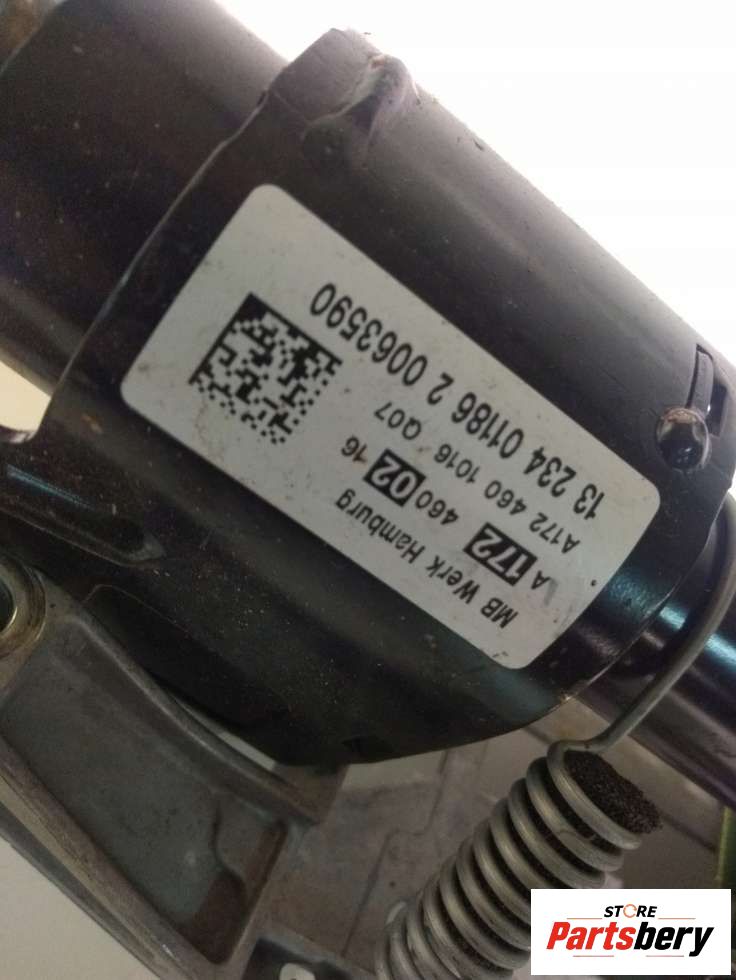 MB Werk Hamburg
A 172 460 02 16
A172 460 1016 Q07
13 234 01186 2 0063590
STORE
Partsbery